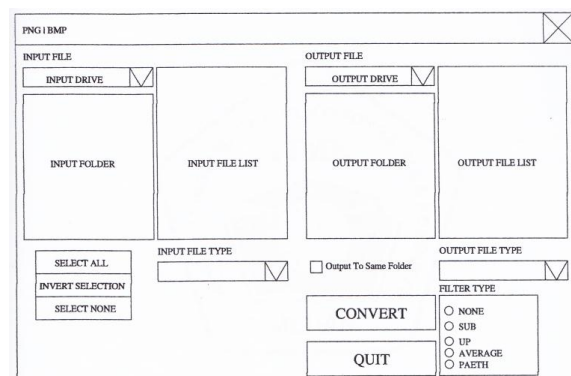 PNG I BMP
INPUT FILE
INPUT DRIVE
INPUT FOLDER
INPUT FILE LIST
OUTPUT FILE
OUTPUT DRIVE
OUTPUT FOLDER
OUTPUT FILE LIST
SELECT ALL
INVERT SELECTION
SELECT NONE
INPUT FILE TYPE
Output To Same Folder
OUTPUT FILE TYPE
CONVERT
QUIT
FILTER TYPE
NONE
SUB
UP
AVERAGE
PAETH